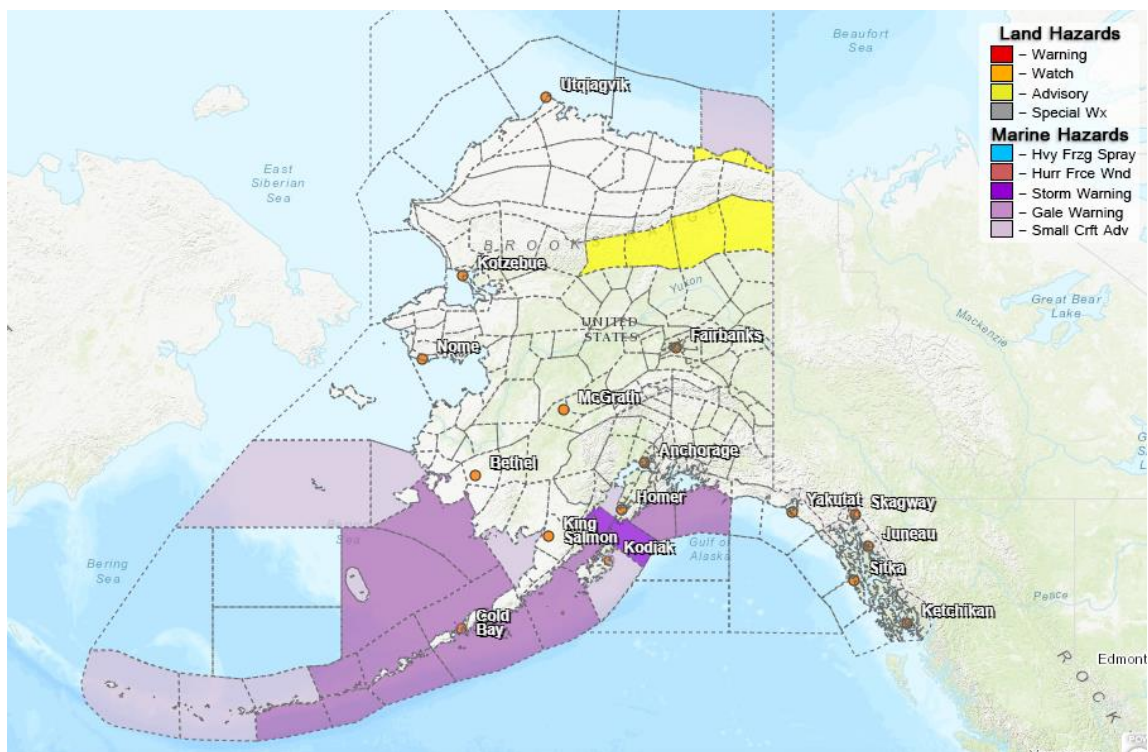 Land Hazards
– Warning
– Watch
– Advisory
– Special Wx
Marine Hazards
– Hvy Frzg Spray
– Hurr Frce Wnd
– Storm Warning
– Gale Warning
– Small Crft Adv
Beaufort
Sea
Utqiagvik
East
Siberian
Sea
BROOKS
Kotzebue
Yukon
Great Bear
Lake
Mackenzie
UNITED
STATES
Fairbanks
Nome
McGrath
Anchorage
Bethel
Homer
Yakutat
Skagway
King
Salmon
Kodiak
Gulf of
Alaska
Juneau
Sea
Bering
Sea
Sitka
Peace
Cold
Bay
Ketchikan
Edmont
ROCK